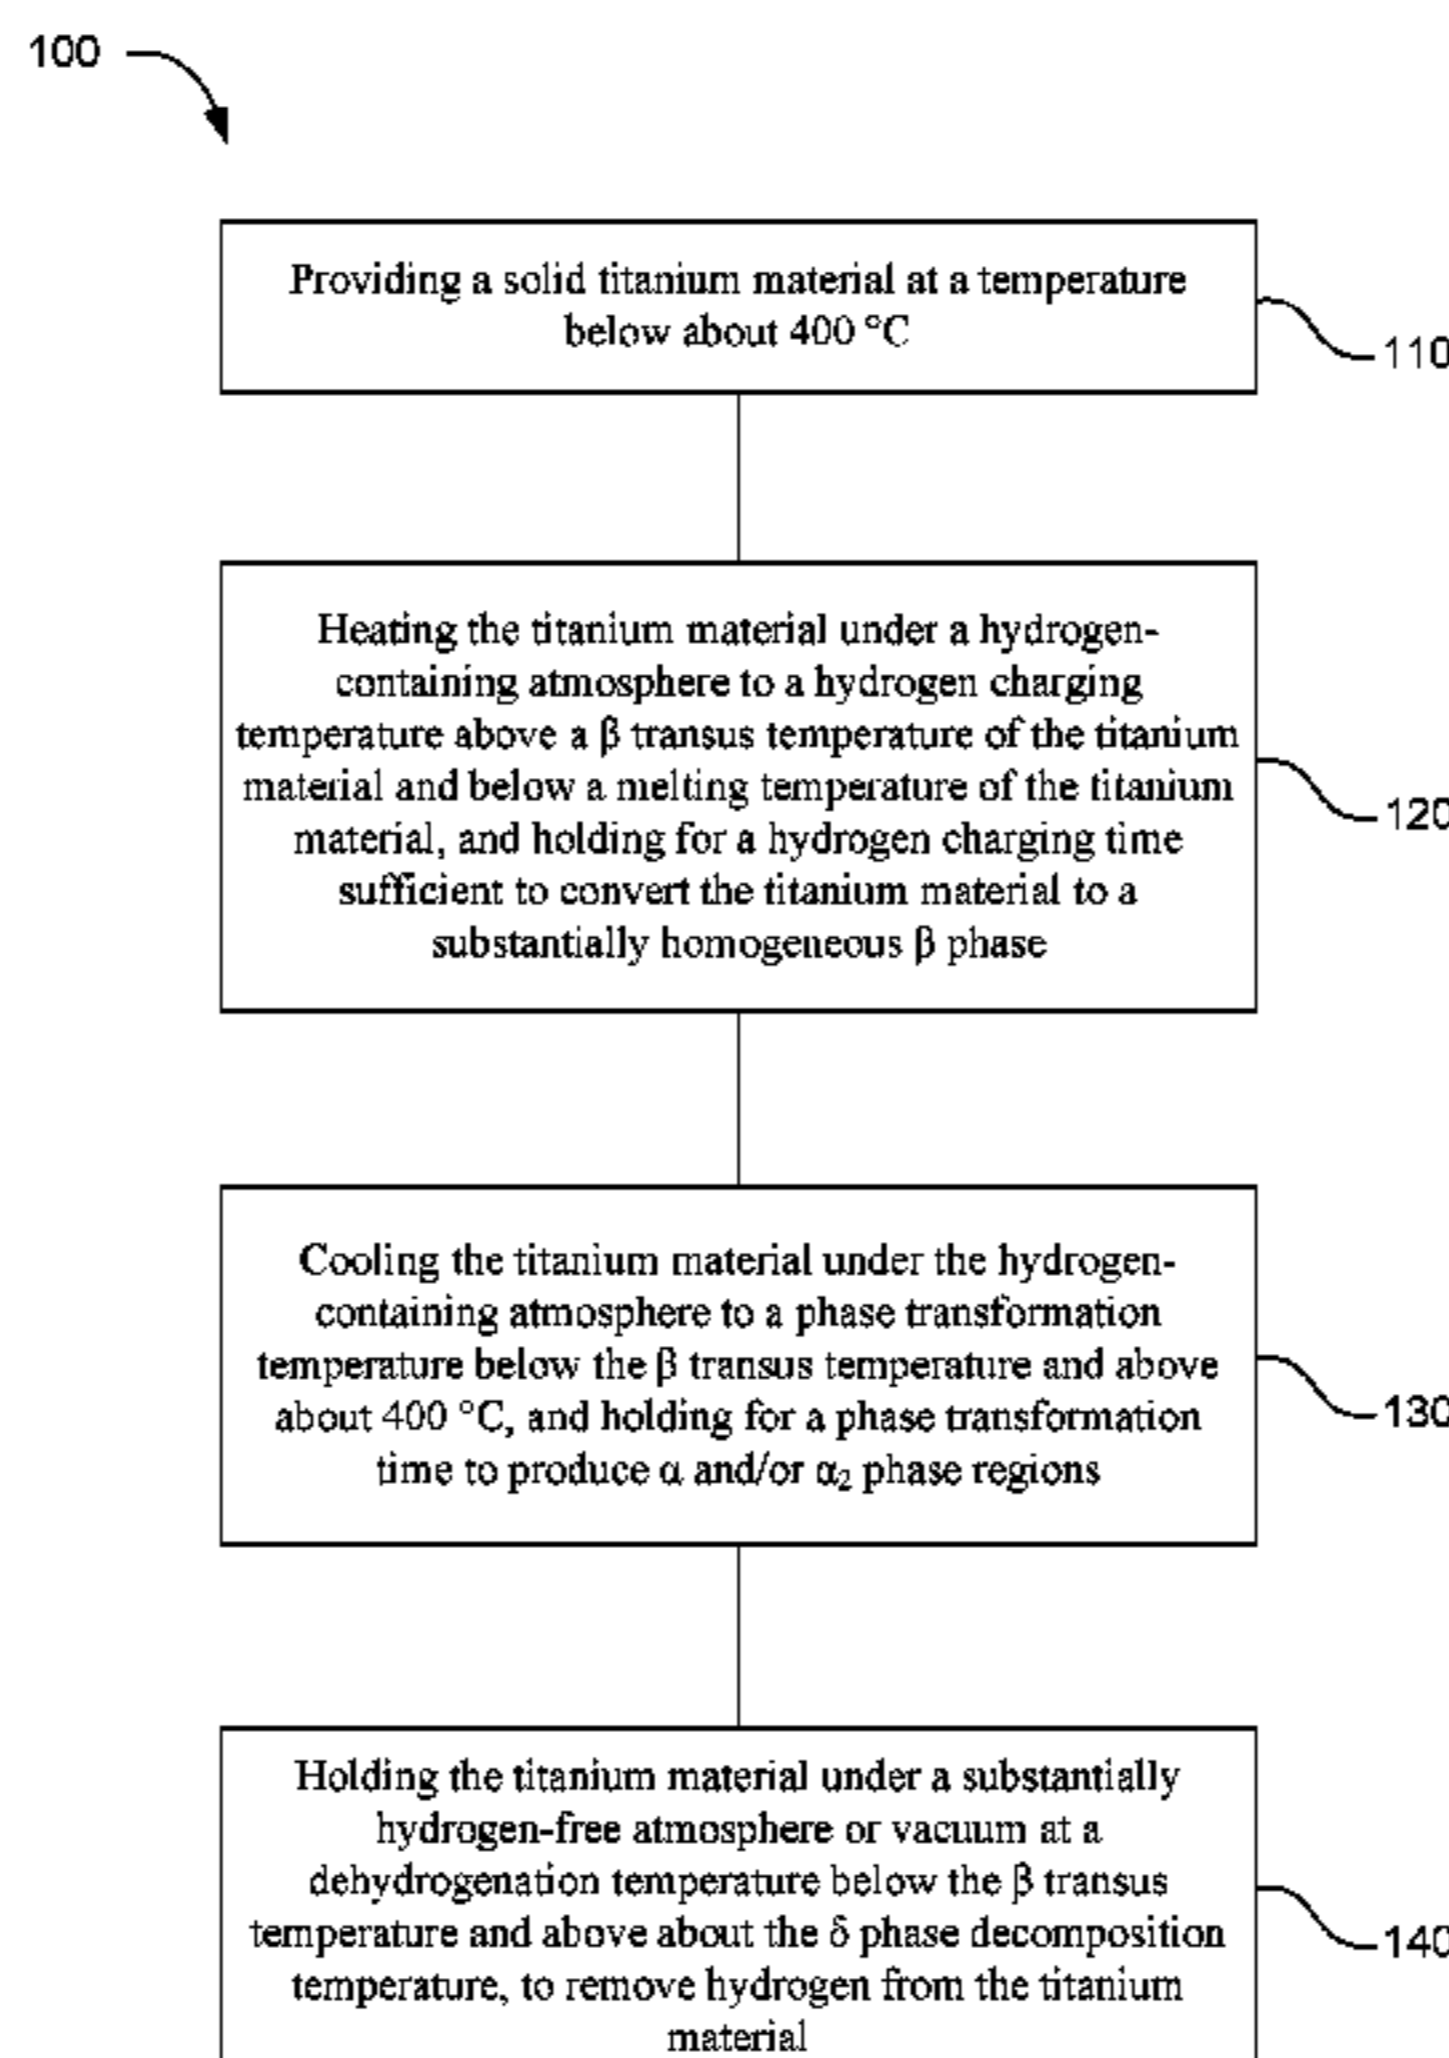 100
Providing a solid titanium material at a temperature
below about 400 °C
110
Heating the titanium material under a hydrogen-
containing atmosphere to a hydrogen charging
temperature above a β transus temperature of the titanium
material and below a melting temperature of the titanium
material, and holding for a hydrogen charging time
sufficient to convert the titanium material to a
substantially homogeneous β phase
120
Cooling the titanium material under the hydrogen-
containing atmosphere to a phase transformation
temperature below the β transus temperature and above
about 400 °C, and holding for a phase transformation
time to produce α and/or α₂ phase regions
130
Holding the titanium material under a substantially
hydrogen-free atmosphere or vacuum at a
dehydrogenation temperature below the β transus
temperature and above about the δ phase decomposition
temperature, to remove hydrogen from the titanium
material
140